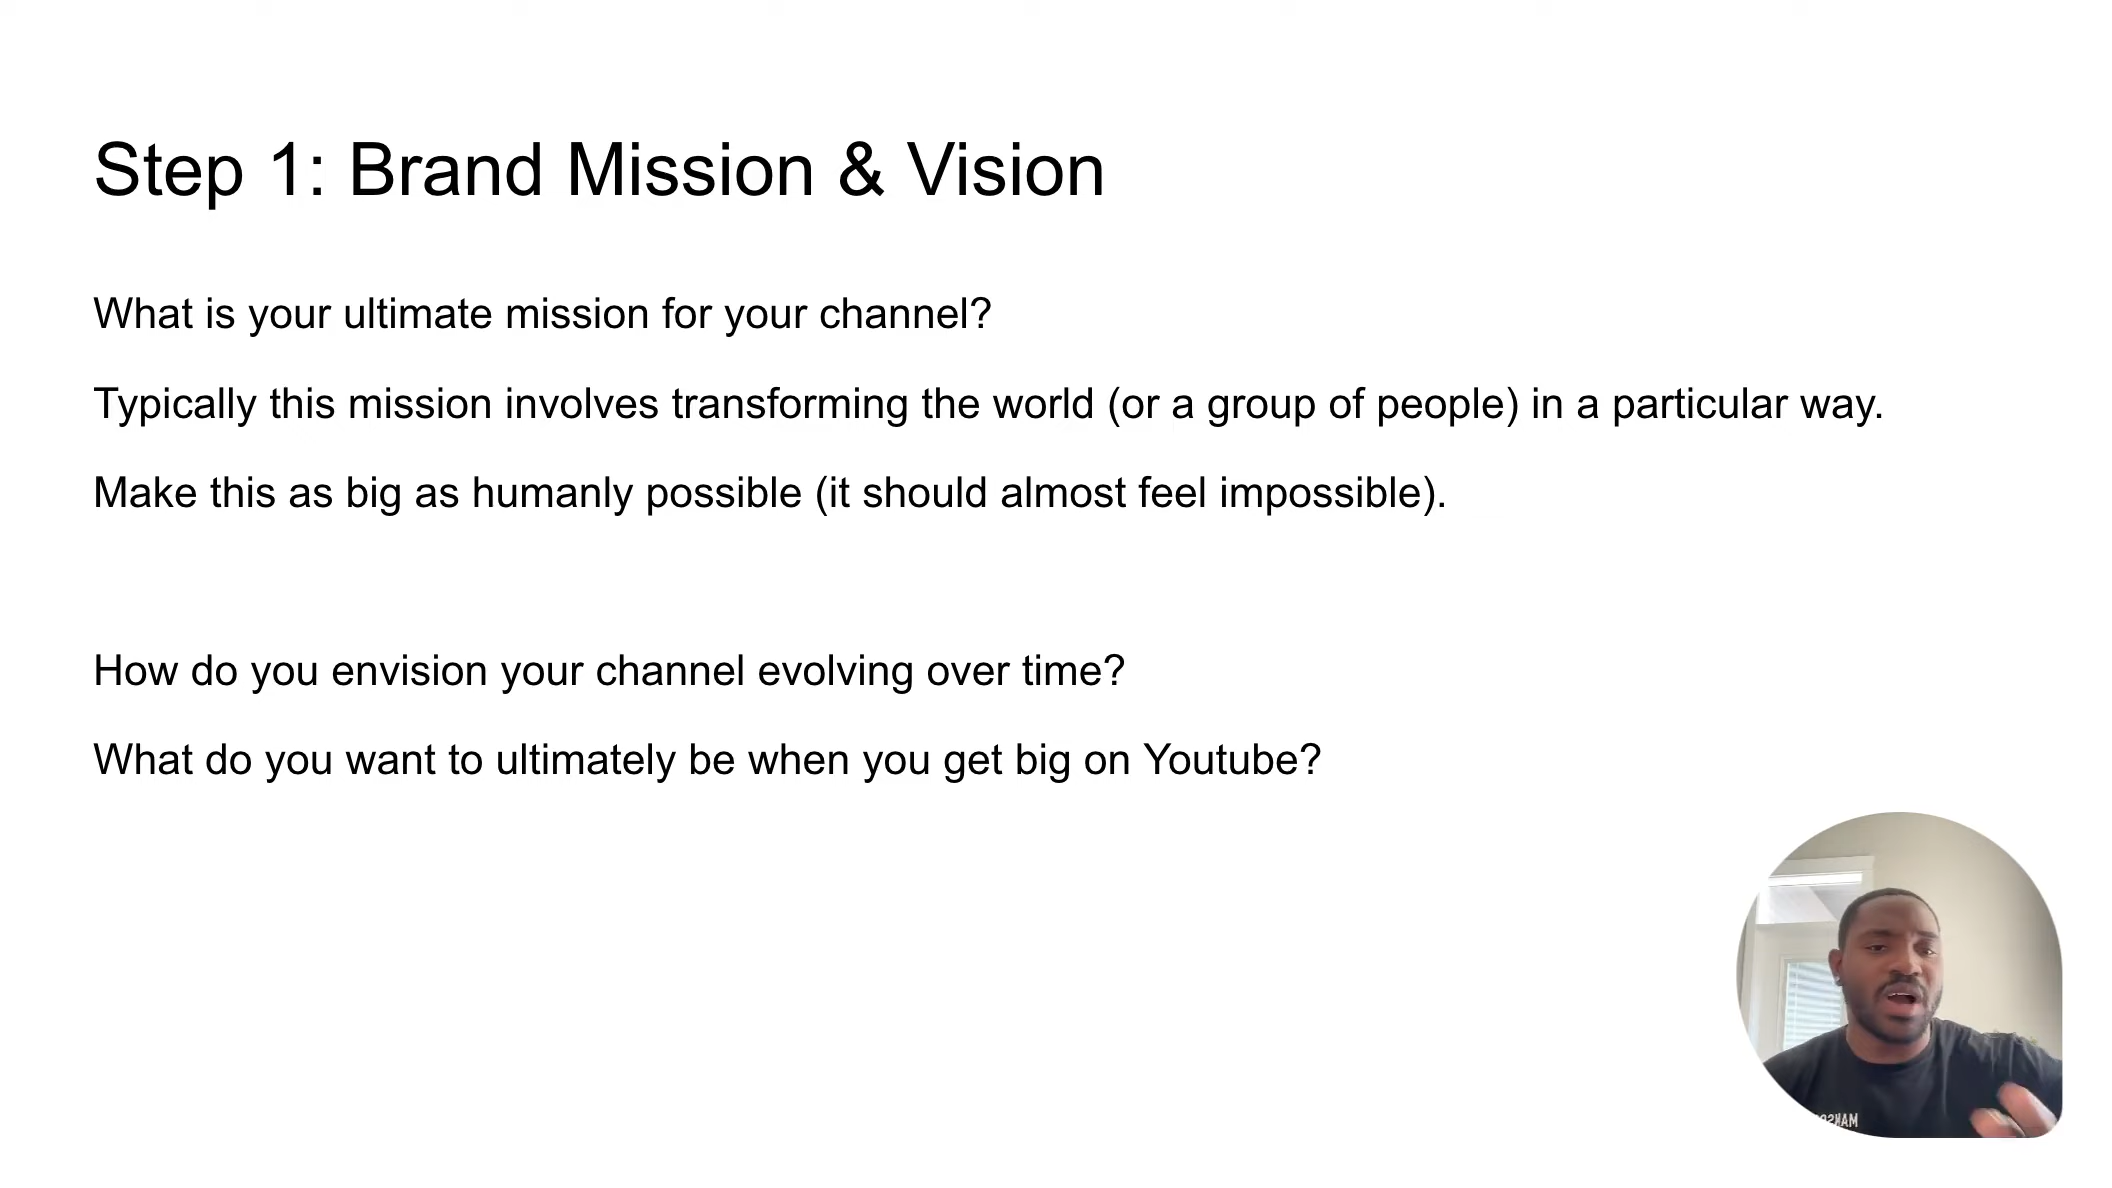 Step 1: Brand Mission & Vision
What is your ultimate mission for your channel?
Typically this mission involves transforming the world (or a group of people) in a particular way.
Make this as big as humanly possible (it should almost feel impossible).
How do you envision your channel evolving over time?
What do you want to ultimately be when you get big on Youtube?